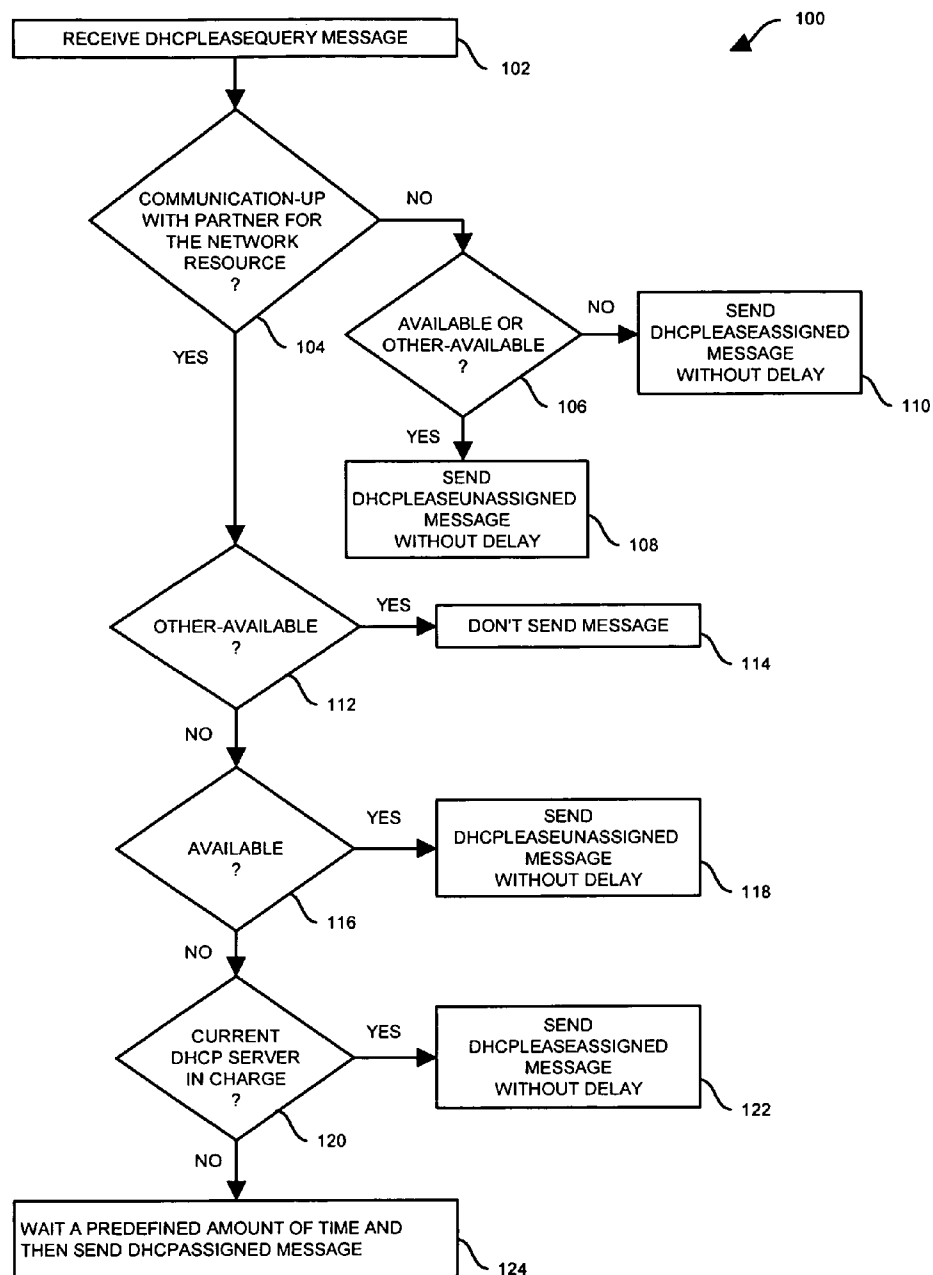 RECEIVE DHCPLEASEQUERY MESSAGE
102
100
COMMUNICATION-UP
WITH PARTNER FOR
THE NETWORK
RESOURCE
?
104
NO
YES
AVAILABLE OR
OTHER-AVAILABLE
?
106
NO
SEND
DHCPLEASEASSIGNED
MESSAGE
WITHOUT DELAY
110
YES
SEND
DHCPLEASEUNASSIGNED
MESSAGE
WITHOUT DELAY
108
OTHER-AVAILABLE
?
112
YES
DON'T SEND MESSAGE
114
NO
AVAILABLE
?
116
YES
SEND
DHCPLEASEUNASSIGNED
MESSAGE
WITHOUT DELAY
118
NO
CURRENT
DHCP SERVER
IN CHARGE
?
120
YES
SEND
DHCPLEASEASSIGNED
MESSAGE
WITHOUT DELAY
122
NO
WAIT A PREDEFINED AMOUNT OF TIME AND
THEN SEND DHCPASSIGNED MESSAGE
124